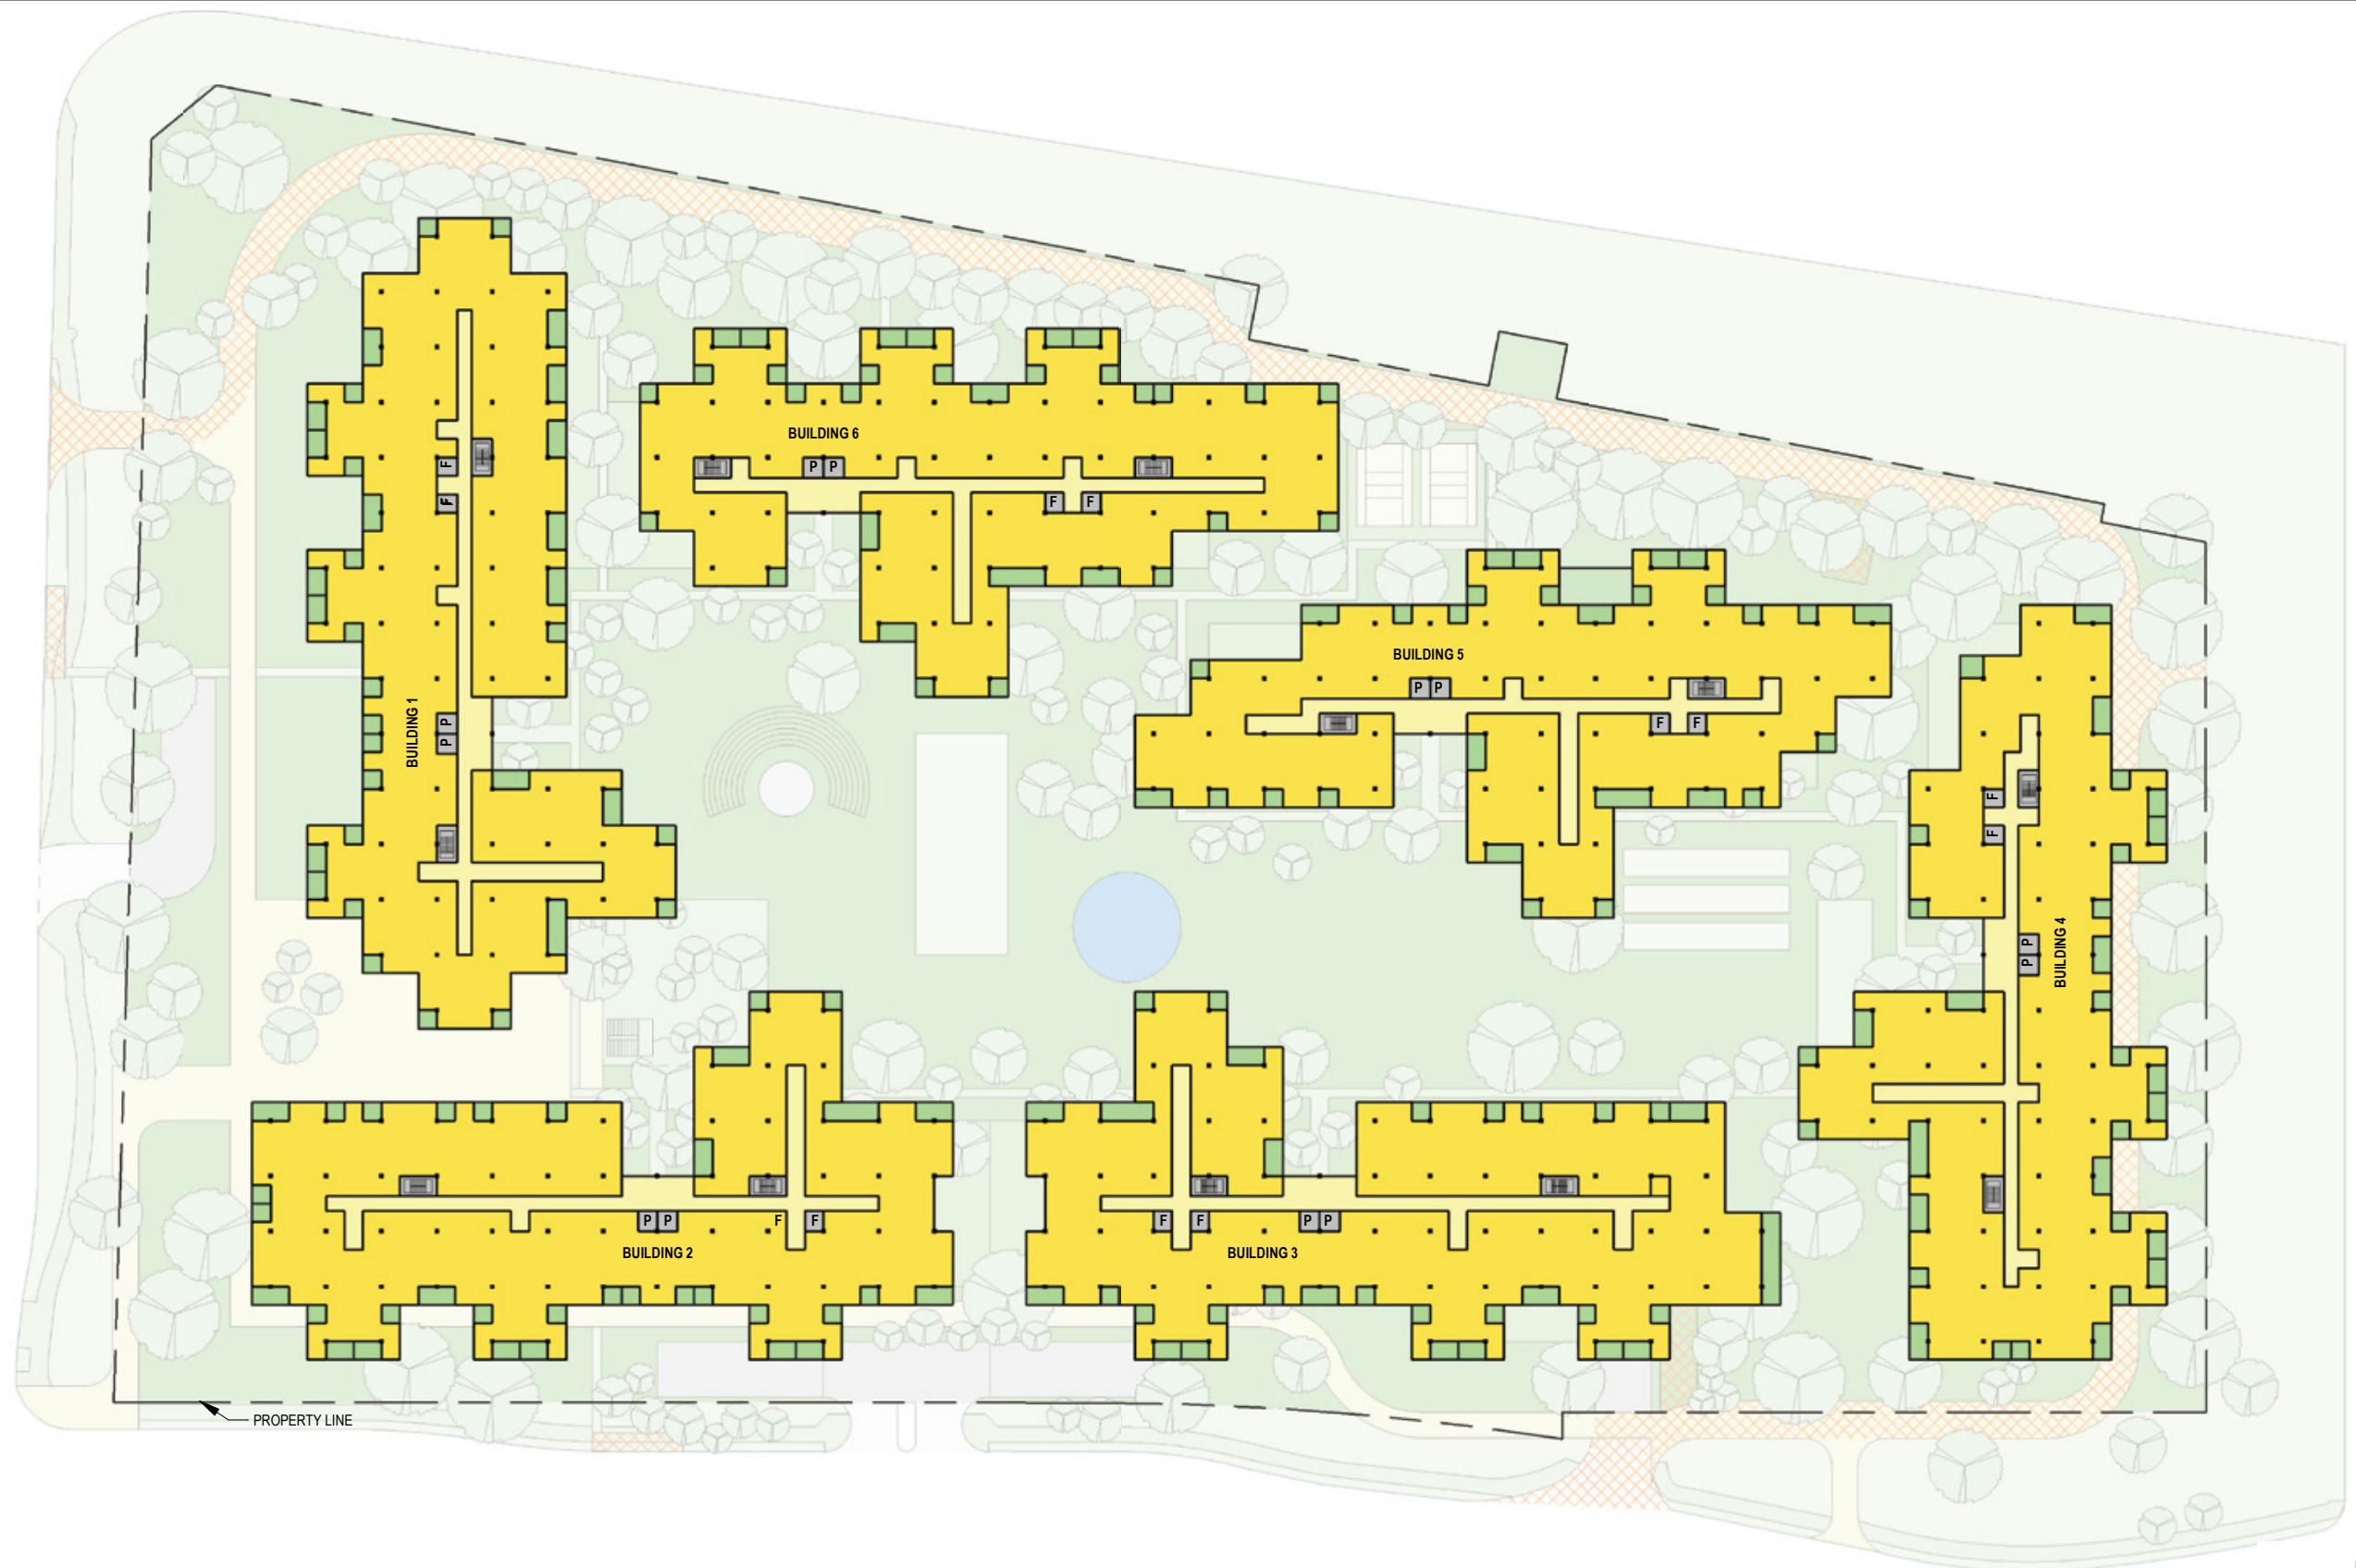 BUILDING 6
P P
F F
F
F
BUILDING 5
P P
F F
BUILDING 1
P
P
F
F
BUILDING 4
P
P
P P
F F
BUILDING 2
F F
P P
BUILDING 3
PROPERTY LINE